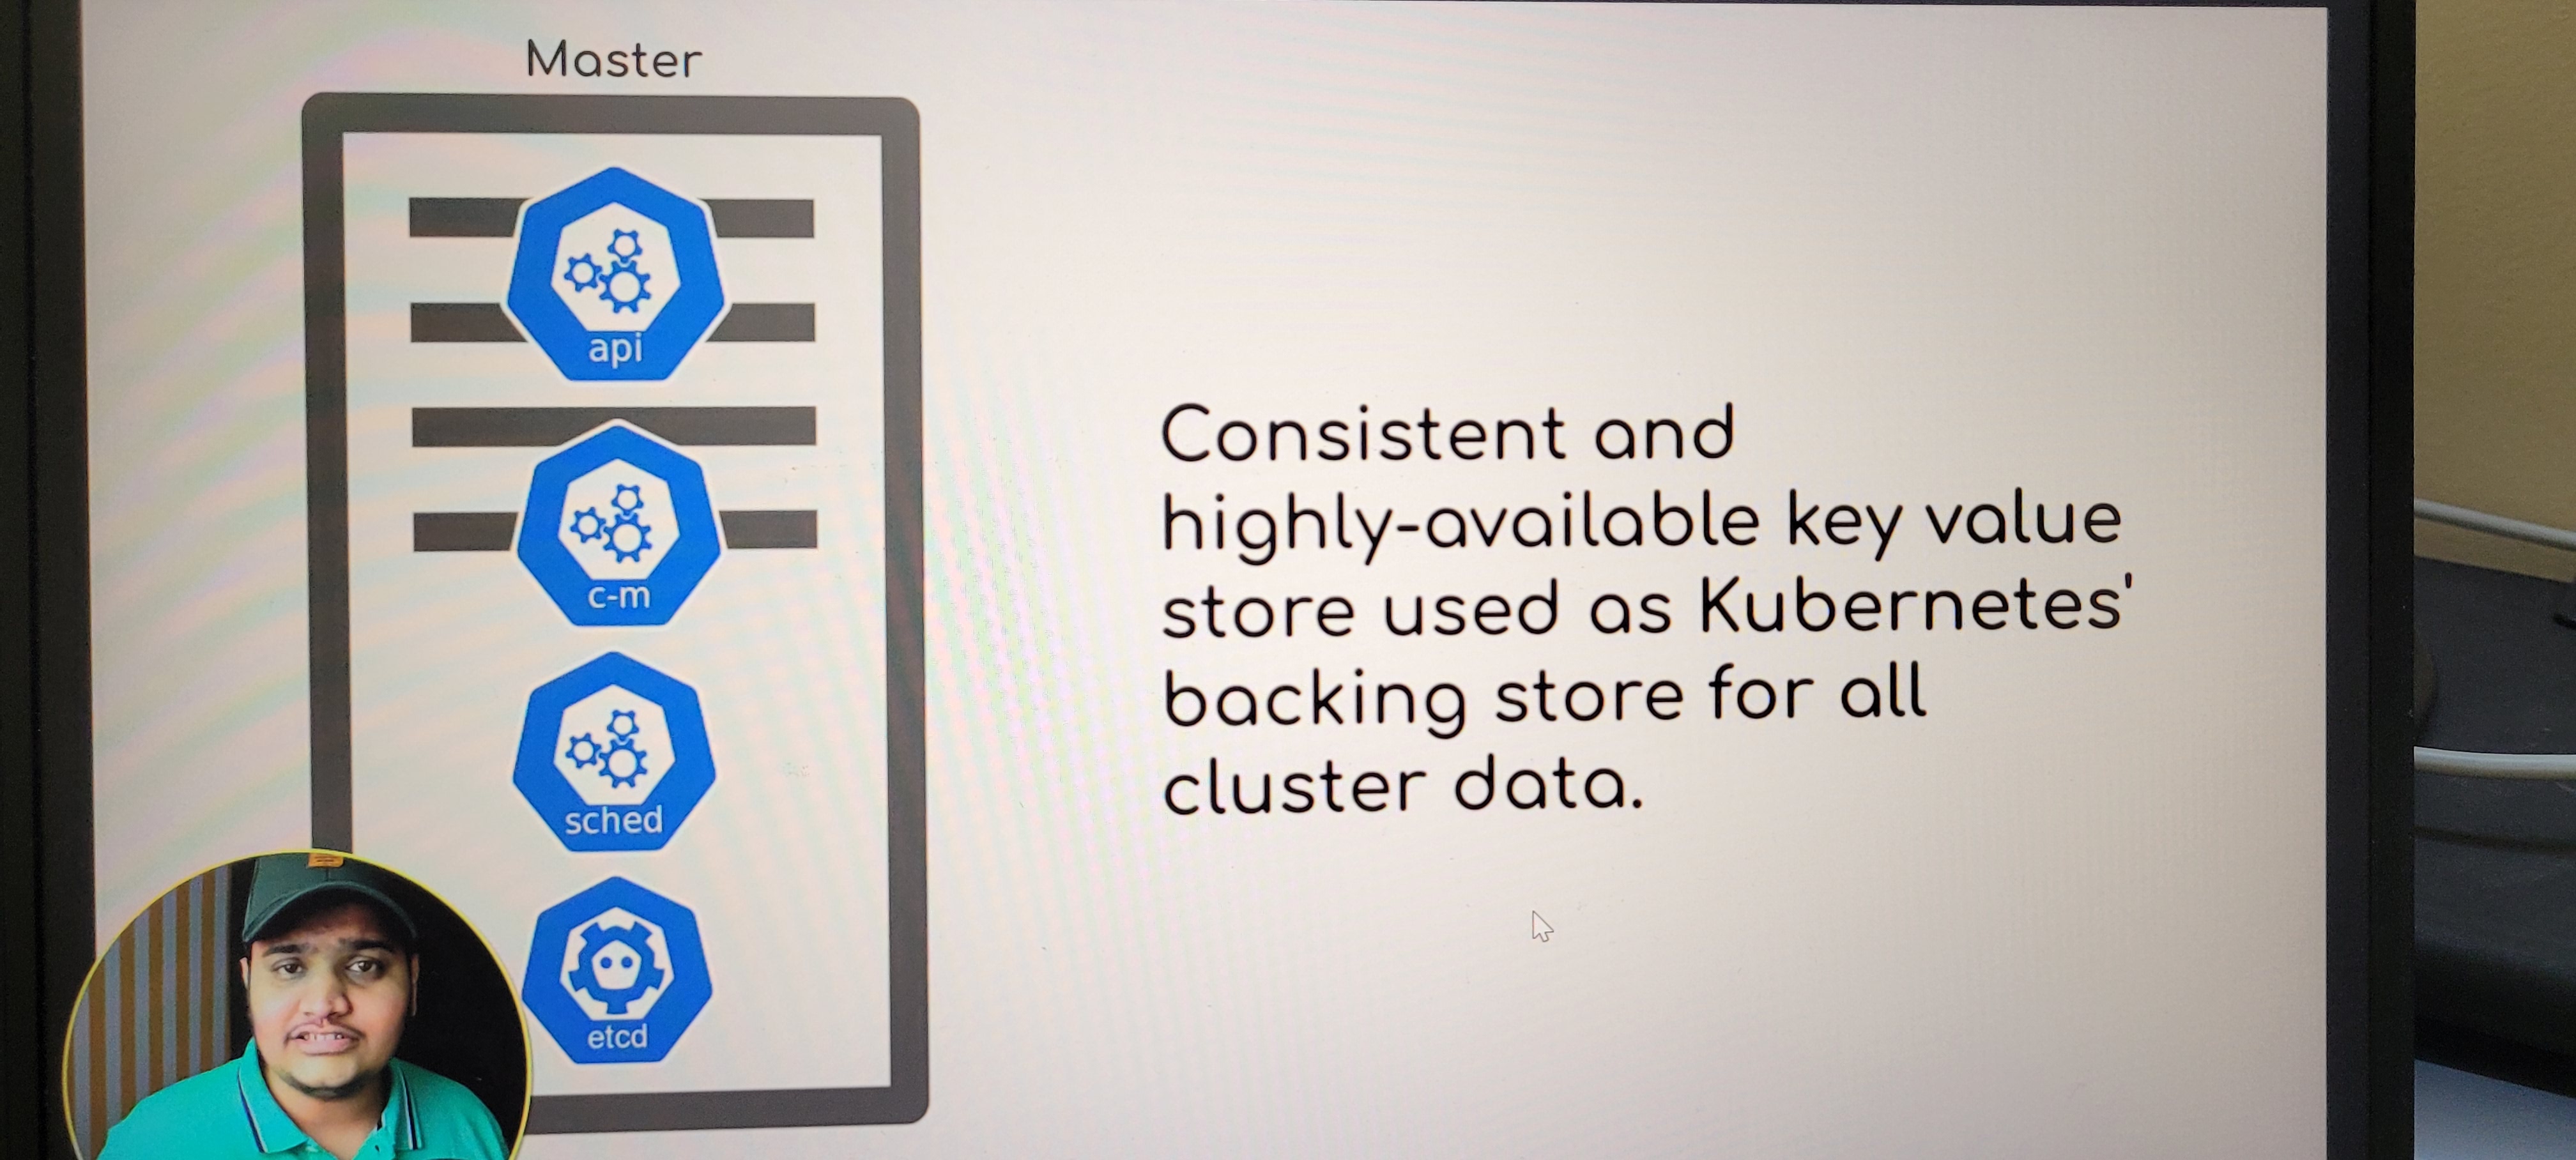 Master
api
c-m
sched
etcd
Consistent and
highly-available key value
store used as Kubernetes'
backing store for all
cluster data.